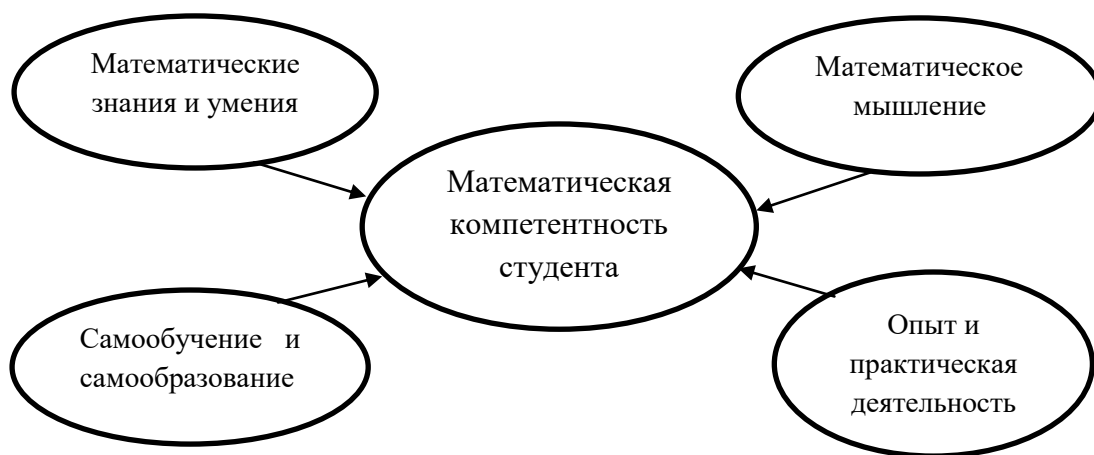 Математические
знания и умения
Математическое
мышление
Математическая
компетентность
студента
Самообучение и
самообразование
Опыт и
практическая
деятельность